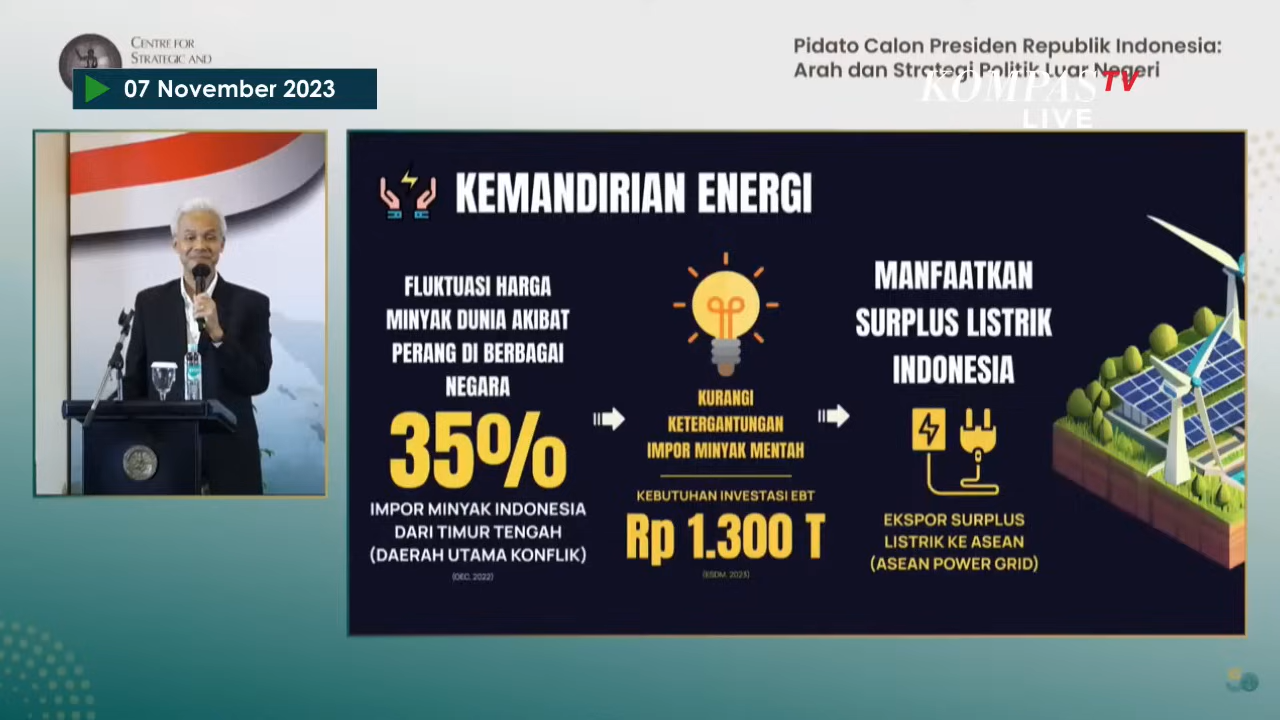 CENTRE FOR
STRATEGIC AND
07 November 2023
Pidato Calon Presiden Republik Indonesia:
Arah dan Strategi Politik Luar Negeri
KOMPAS TV
LIVE
KEMANDIRIAN ENERGI
FLUKTUASI HARGA
MINYAK DUNIA AKIBAT
PERANG DI BERBAGAI
NEGARA
35%
IMPOR MINYAK INDONESIA
DARI TIMUR TENGAH
(DAERAH UTAMA KONFLIK)
(OEC, 2022)
KURANGI
KETERGANTUNGAN
IMPOR MINYAK MENTAH
KEBUTUHAN INVESTASI EBT
Rp 1.300 T
(ESDM, 2023)
MANFAATKAN
SURPLUS LISTRIK
INDONESIA
EKSPOR SURPLUS
LISTRIK KE ASEAN
(ASEAN POWER GRID)